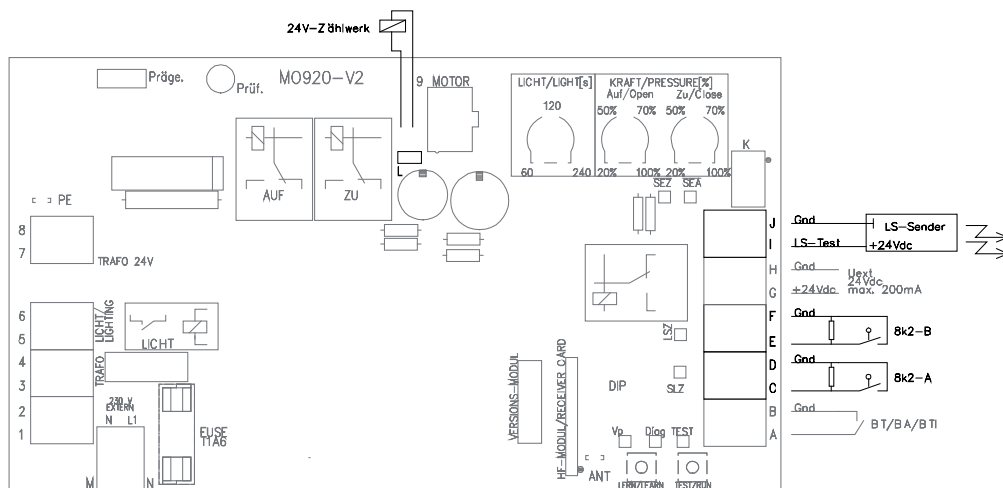 24V-Zählwerk
Präge.
Prüf.
MO920-V2
9 MOTOR
LICHT/LIGHT[s]
120
60 240
KRAFT/PRESSURE[%]
Auf/Open Zu/Close
50% 70% 50% 70%
20% 100% 20% 100%
SEZ SEA
K
L
AUF
ZU
PE
8
7
TRAFO 24V
6
5
4
3
2
1
LICHT/
LIGHTING
LICHT
TRAFO
230 V
EXTERN
N L1
M N
FUSE
T1A6
VERSIONS-MODUL
HF-MODUL/RECEIVER CARD
LSZ
SLZ
DIP
Vp Diag TEST
ANT
LERN/LEARN TEST/RUN
J Gnd
I LS-Test
LS-Sender
+24Vdc
H Gnd
G +24Vdc
Uext
24Vdc
max. 200mA
F Gnd
E
8k2-B
D Gnd
C
8k2-A
B Gnd
A
BT/BA/BTI